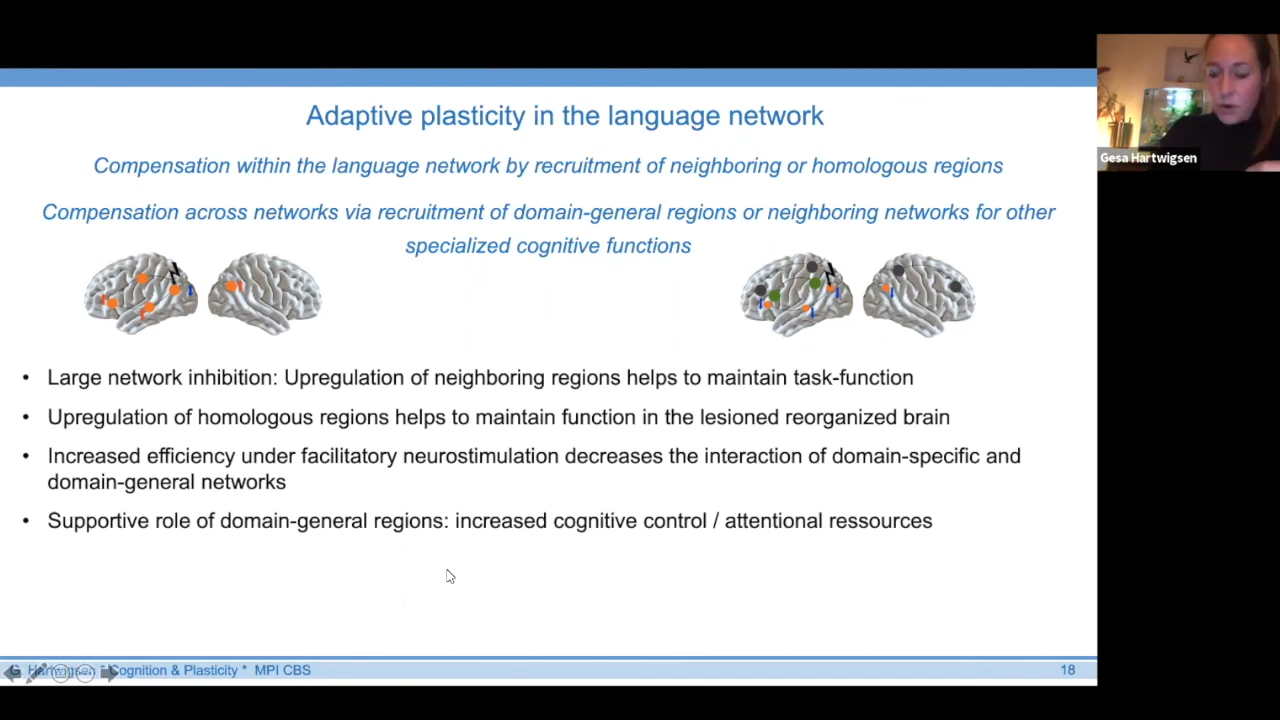 Adaptive plasticity in the language network
Compensation within the language network by recruitment of neighboring or homologous regions
Compensation across networks via recruitment of domain-general regions or neighboring networks for other
specialized cognitive functions
Gesa Hartwigsen
• Large network inhibition: Upregulation of neighboring regions helps to maintain task-function
• Upregulation of homologous regions helps to maintain function in the lesioned reorganized brain
• Increased efficiency under facilitatory neurostimulation decreases the interaction of domain-specific and
domain-general networks
• Supportive role of domain-general regions: increased cognitive control / attentional ressources
G. Hartwigsen * Cognition & Plasticity * MPI CBS
18